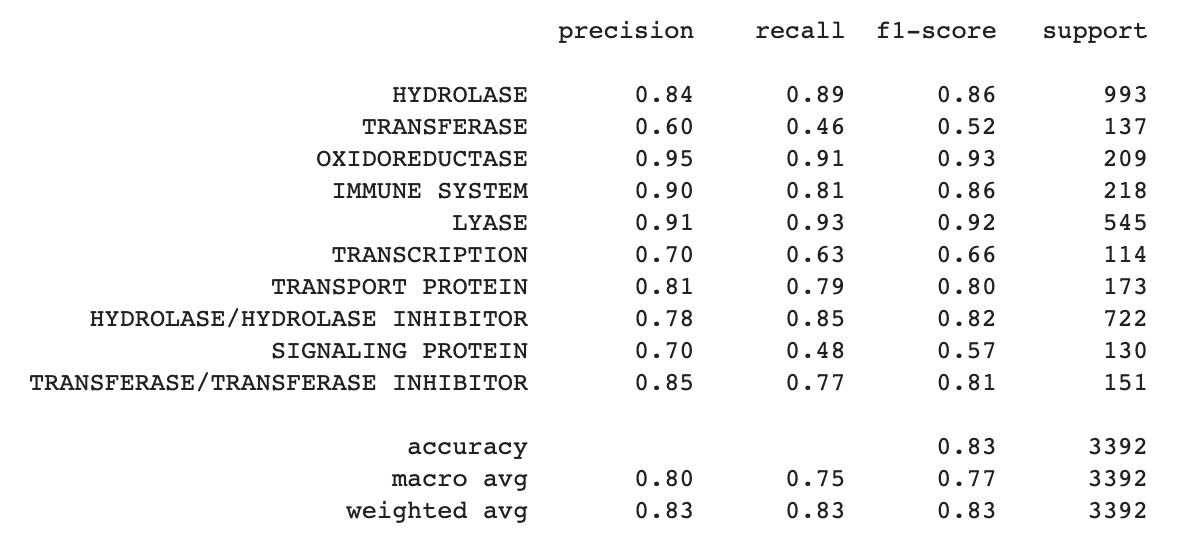 precision recall f1-score support
HYDROLASE 0.84 0.89 0.86 993
TRANSFERASE 0.60 0.46 0.52 137
OXIDOREDUCTASE 0.95 0.91 0.93 209
IMMUNE SYSTEM 0.90 0.81 0.86 218
LYASE 0.91 0.93 0.92 545
TRANSCRIPTION 0.70 0.63 0.66 114
TRANSPORT PROTEIN 0.81 0.79 0.80 173
HYDROLASE/HYDROLASE INHIBITOR 0.78 0.85 0.82 722
SIGNALING PROTEIN 0.70 0.48 0.57 130
TRANSFERASE/TRANSFERASE INHIBITOR 0.85 0.77 0.81 151
accuracy 0.83 3392
macro avg 0.80 0.75 0.77 3392
weighted avg 0.83 0.83 0.83 3392